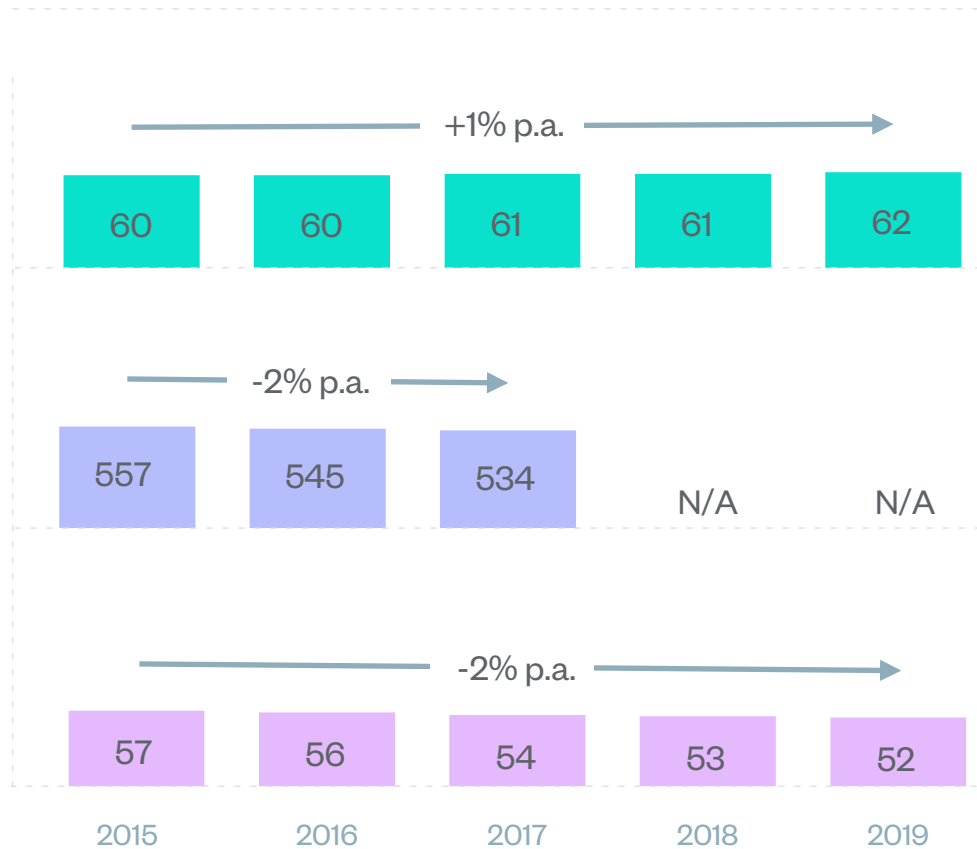 +1% p.a.
60 60 61 61 62
-2% p.a.
557 545 534 N/A N/A
-2% p.a.
57 56 54 53 52
2015 2016 2017 2018 2019